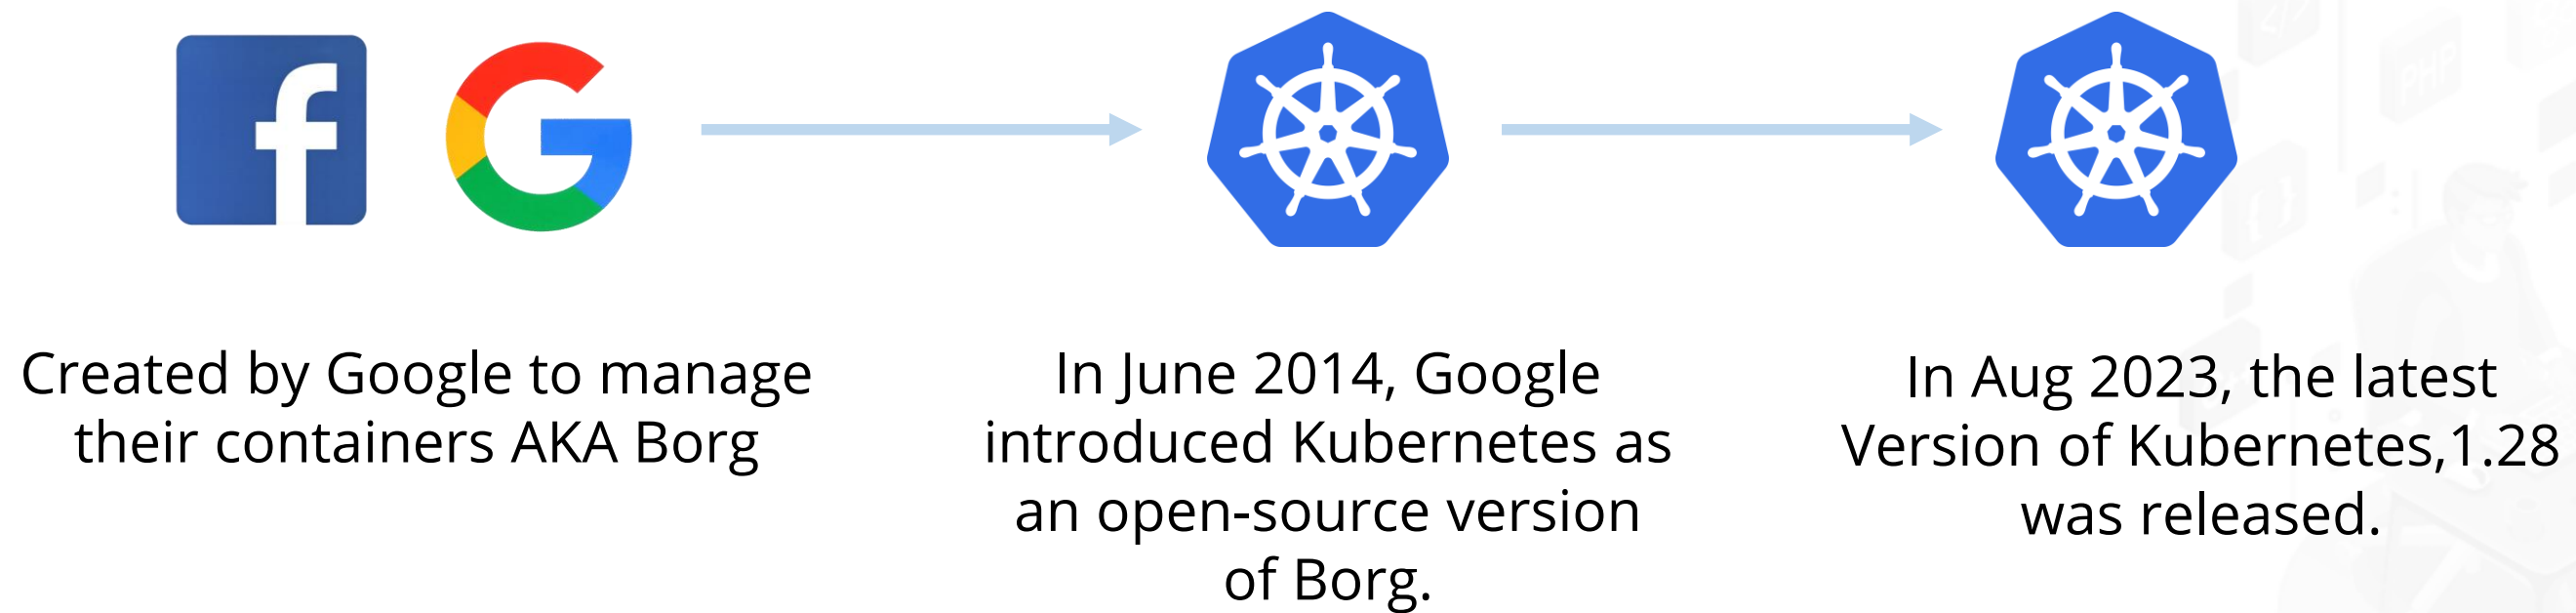 Created by Google to manage
their containers AKA Borg
In June 2014, Google
introduced Kubernetes as
an open-source version
of Borg.
In Aug 2023, the latest
Version of Kubernetes,1.28
was released.
PHP